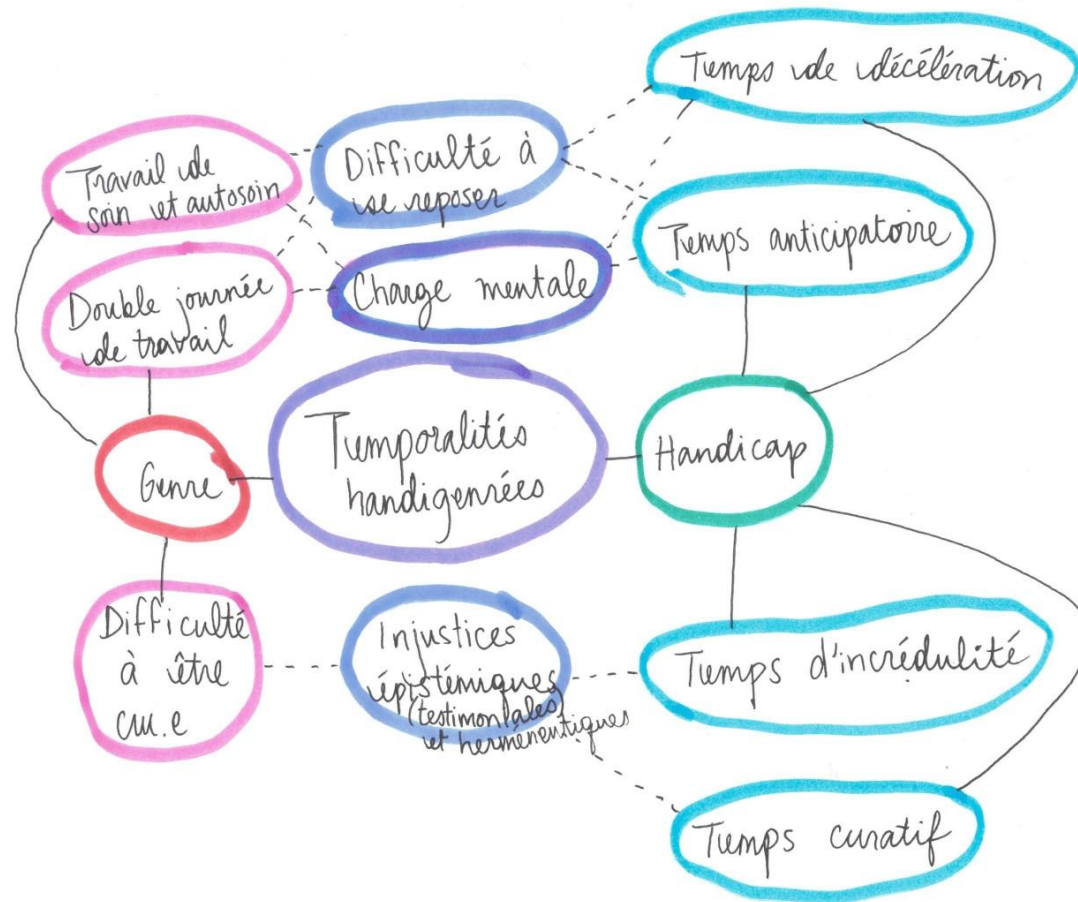 Temps de décélération
Travail de
soin et autosoin
Difficulté à
se reposer
Temps anticipatoire
Double journée
de travail
Charge mentale
Temporalités
handigenrées
Genre
Handicap
Difficulté
à être
cru.e
Injustices
épistémiques
(testimoniales)
et herméneutiques
Temps d'incrédulité
Temps curatif